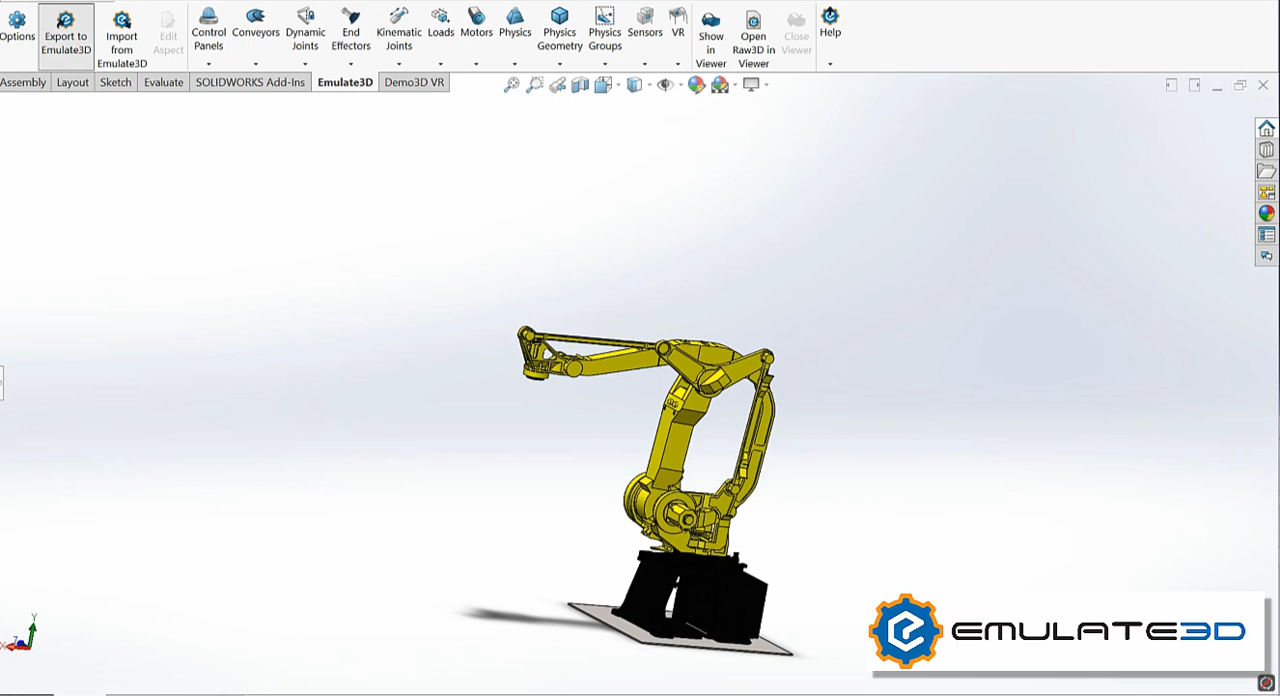 Options
Export to
Emulate3D
Import
from
Emulate3D
Edit
Aspect
Control
Panels
Conveyors
Dynamic
Joints
End
Effectors
Kinematic
Joints
Loads
Motors
Physics
Physics
Geometry
Physics
Groups
Sensors
VR
Show
in
Viewer
Open
Raw3D in
Viewer
Close
Viewer
Help
Assembly
Layout
Sketch
Evaluate
SOLIDWORKS Add-Ins
Emulate3D
Demo3D VR
Y
Z
X
EMULATE3D